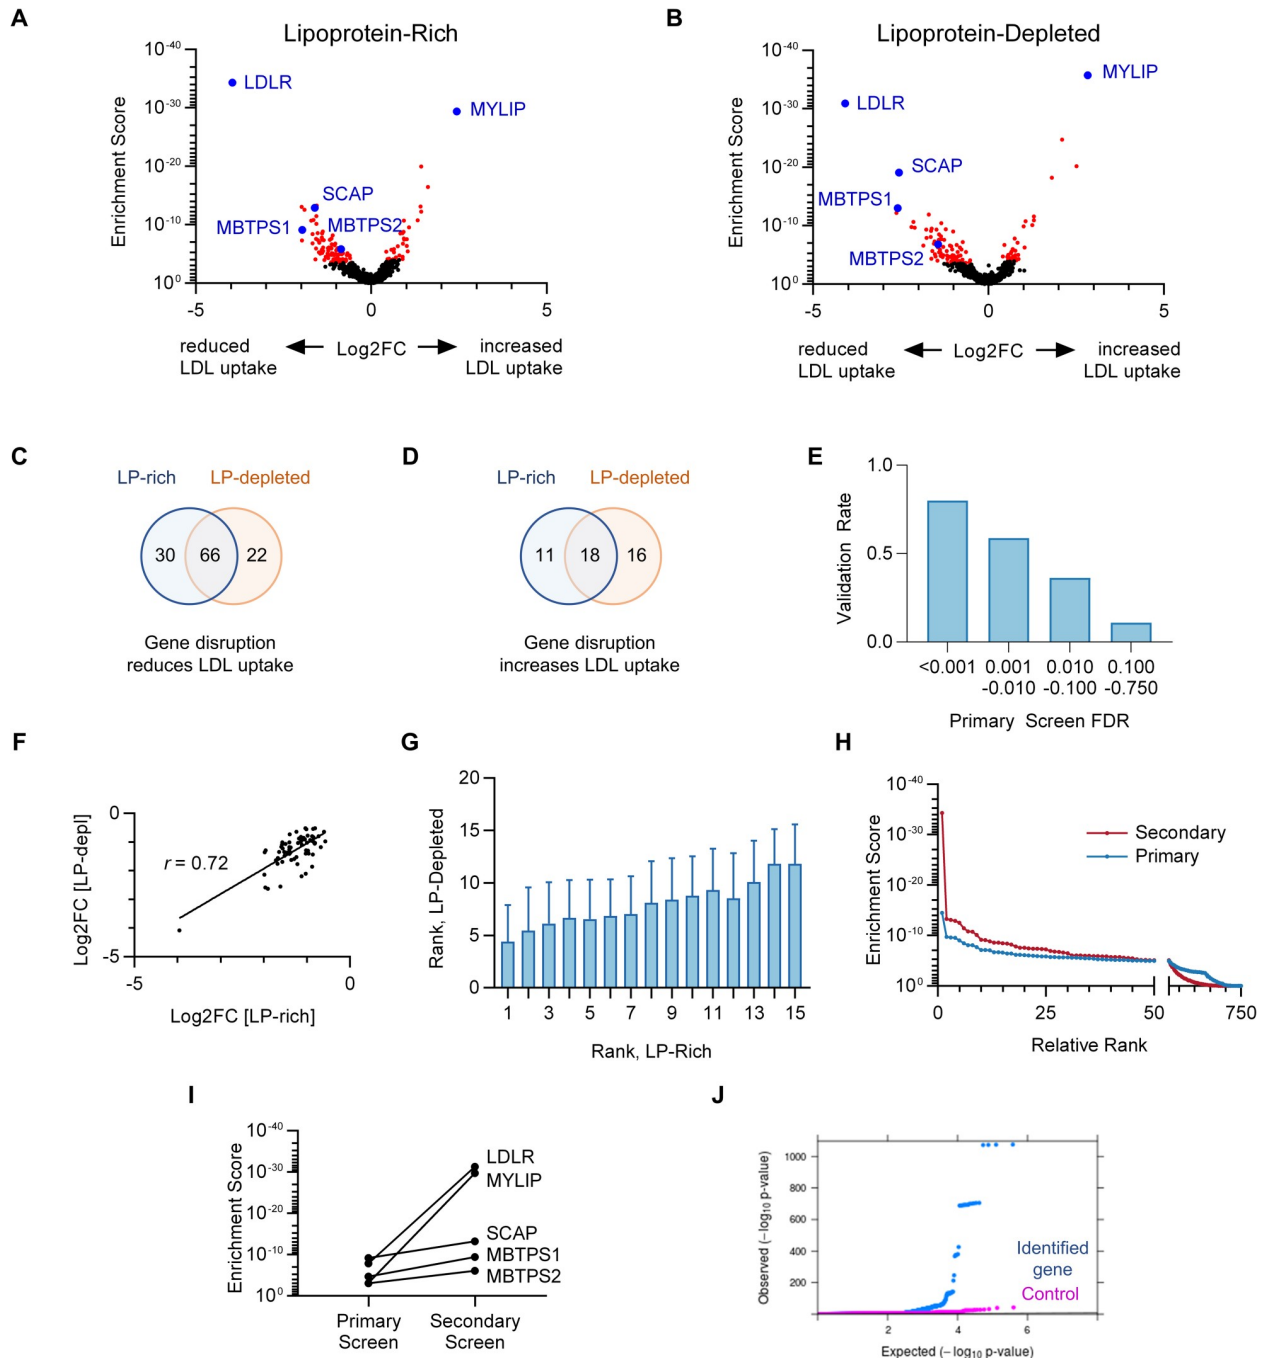 A
Lipoprotein-Rich
Enrichment Score
10-40
10-30
10-20
10-10
100
LDLR
MYLIP
SCAP
MBTPS1
MBTPS2
-5
0
5
reduced
LDL uptake
Log2FC
increased
LDL uptake
B
Lipoprotein-Depleted
Enrichment Score
10-40
10-30
10-20
10-10
100
MYLIP
LDLR
SCAP
MBTPS1
MBTPS2
-5
0
5
reduced
LDL uptake
Log2FC
increased
LDL uptake
C
LP-rich
LP-depleted
30
66
22
Gene disruption
reduces LDL uptake
D
LP-rich
LP-depleted
11
18
16
Gene disruption
increases LDL uptake
E
Validation Rate
1.0
0.5
0.0
<0.001
0.001
-0.010
0.010
-0.100
0.100
-0.750
Primary Screen FDR
F
Log2FC [LP-depl]
0
-5
r = 0.72
-5
0
Log2FC [LP-rich]
G
Rank, LP-Depleted
20
15
10
5
0
1
3
5
7
9
11
13
15
Rank, LP-Rich
H
Enrichment Score
10-40
10-30
10-20
10-10
100
Secondary
Primary
0
25
50
750
Relative Rank
I
Enrichment Score
10-40
10-30
10-20
10-10
100
LDLR
MYLIP
SCAP
MBTPS1
MBTPS2
Primary
Screen
Secondary
Screen
J
Observed (−log10 p-value)
1000
800
600
400
200
Identified
gene
Control
2
4
6
Expected (−log10 p-value)